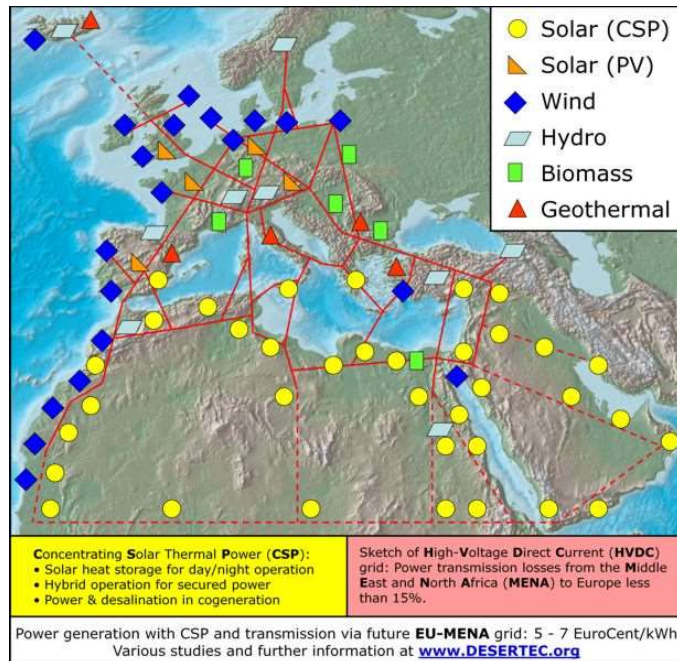 Solar (CSP)
Solar (PV)
Wind
Hydro
Biomass
Geothermal
Concentrating Solar Thermal Power (CSP):
• Solar heat storage for day/night operation
• Hybrid operation for secured power
• Power & desalination in cogeneration
Sketch of High-Voltage Direct Current (HVDC)
grid: Power transmission losses from the Middle
East and North Africa (MENA) to Europe less
than 15%.
Power generation with CSP and transmission via future EU-MENA grid: 5 - 7 EuroCent/kWh
Various studies and further information at www.DESERTEC.org